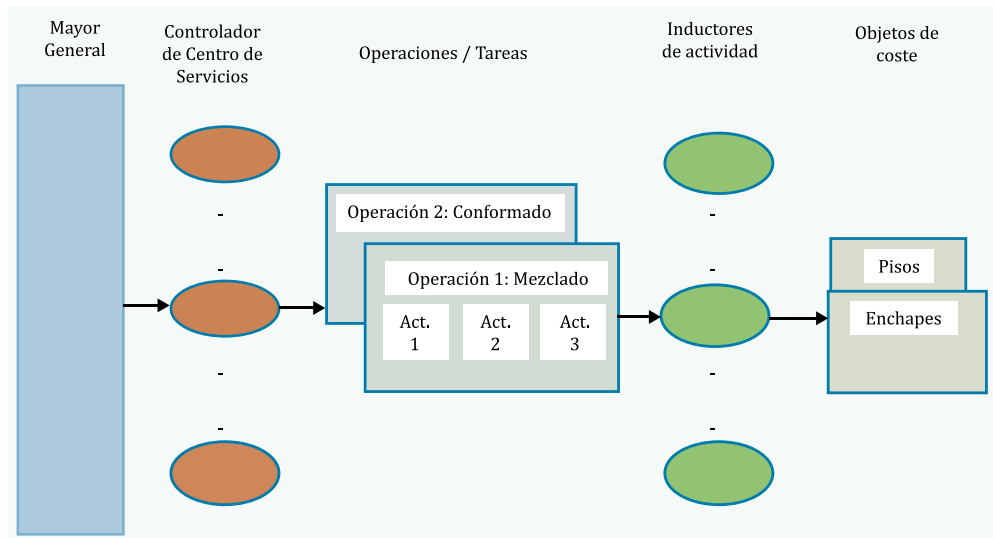 Mayor
General
Controlador
de Centro de
Servicios
Operaciones / Tareas
Inductores
de actividad
Objetos de
coste
Operación 2: Conformado
Operación 1: Mezclado
Act.
1
Act.
2
Act.
3
Pisos
Enchapes